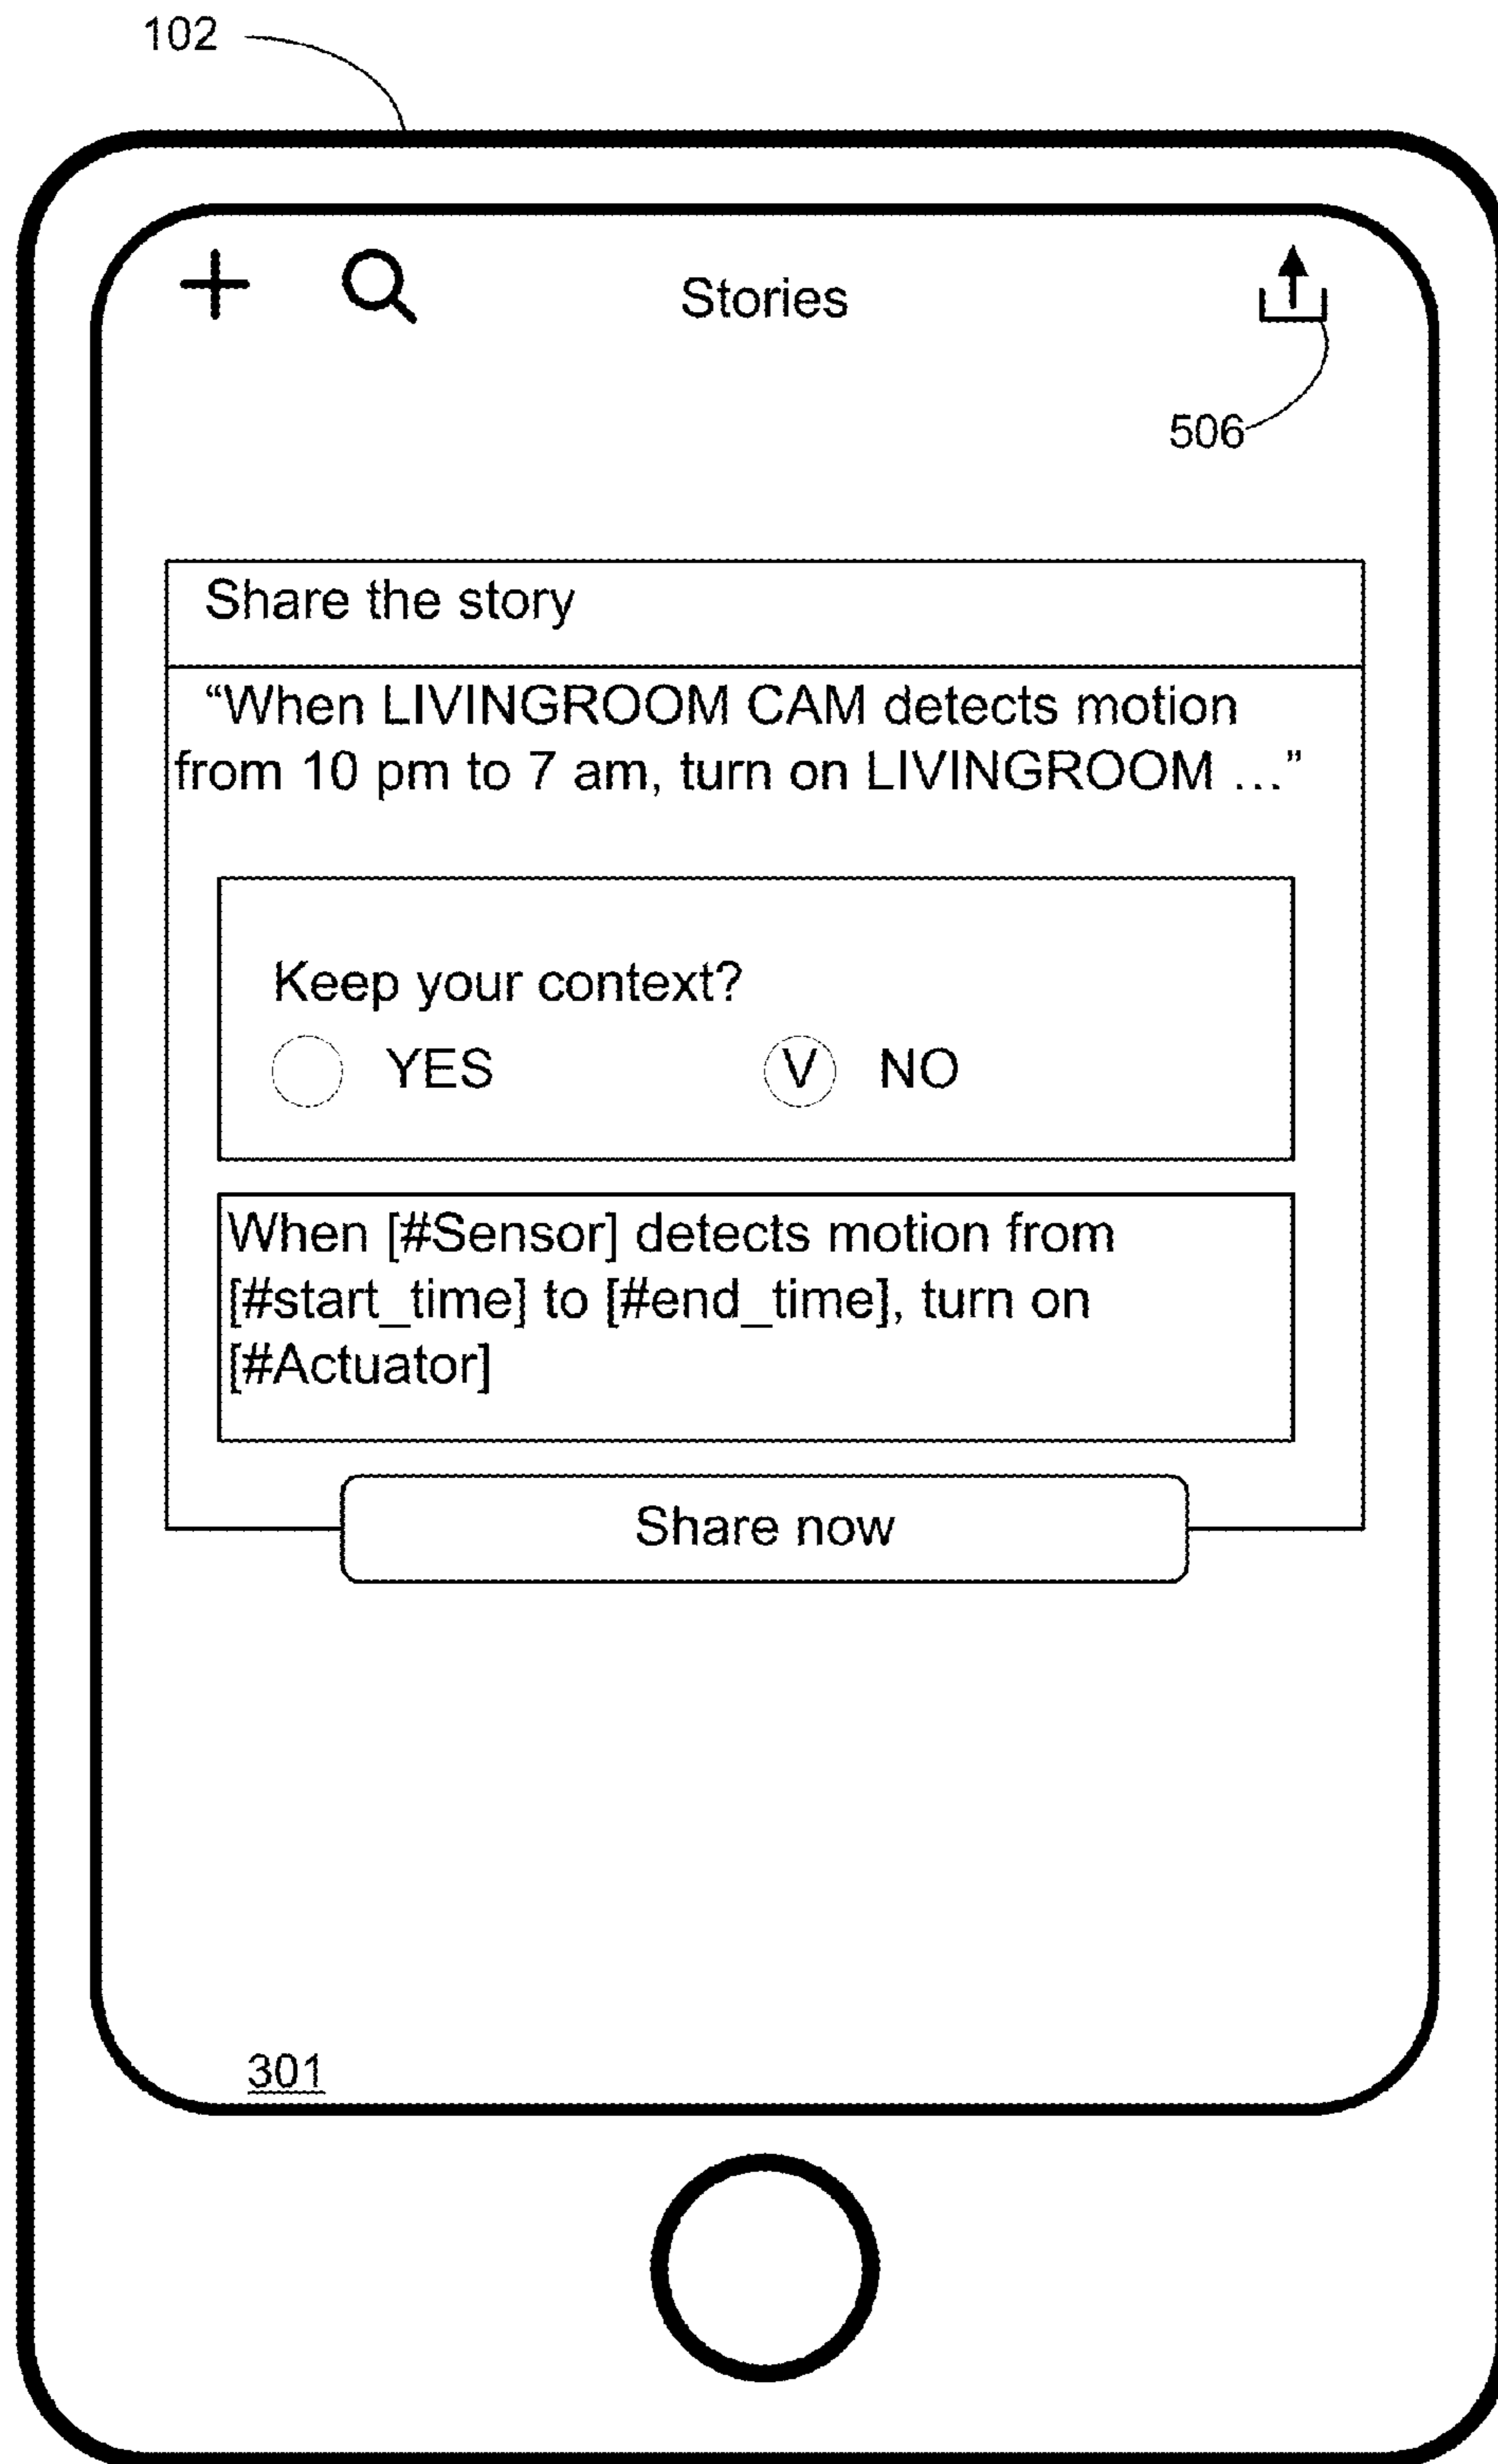 102
Stories
506
Share the story
“When LIVINGROOM CAM detects motion
from 10 pm to 7 am, turn on LIVINGROOM ...”
Keep your context?
YES V NO
When [#Sensor] detects motion from
[#start_time] to [#end_time], turn on
[#Actuator]
Share now
301